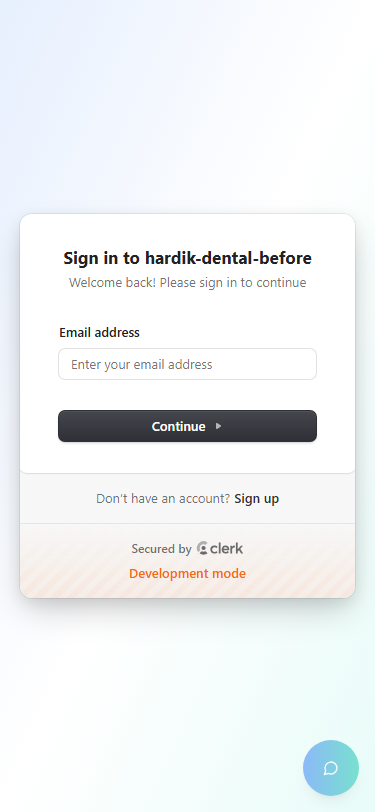 Sign in to hardik-dental-before
Welcome back! Please sign in to continue
Email address
Enter your email address
Continue
Don't have an account? Sign up
Secured by clerk
Development mode